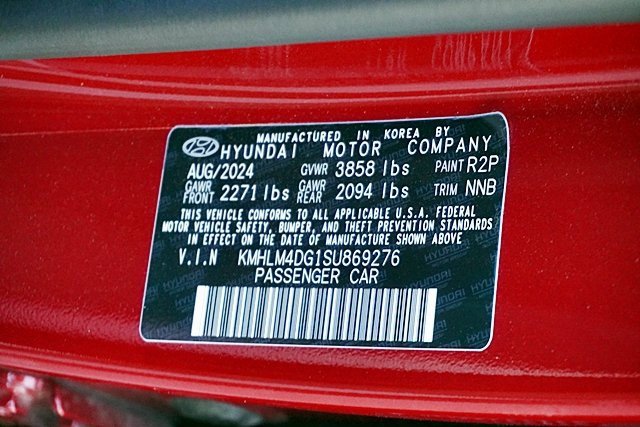 MANUFACTURED IN KOREA BY
HYUNDAI MOTOR COMPANY
AUG/2024 GVWR 3858 lbs PAINT R2P
GAWR FRONT 2271 lbs GAWR REAR 2094 lbs TRIM NNB
THIS VEHICLE CONFORMS TO ALL APPLICABLE U.S.A. FEDERAL
MOTOR VEHICLE SAFETY, BUMPER, AND THEFT PREVENTION STANDARDS
IN EFFECT ON THE DATE OF MANUFACTURE SHOWN ABOVE
V.I.N KMHLM4DG1SU869276
PASSENGER CAR